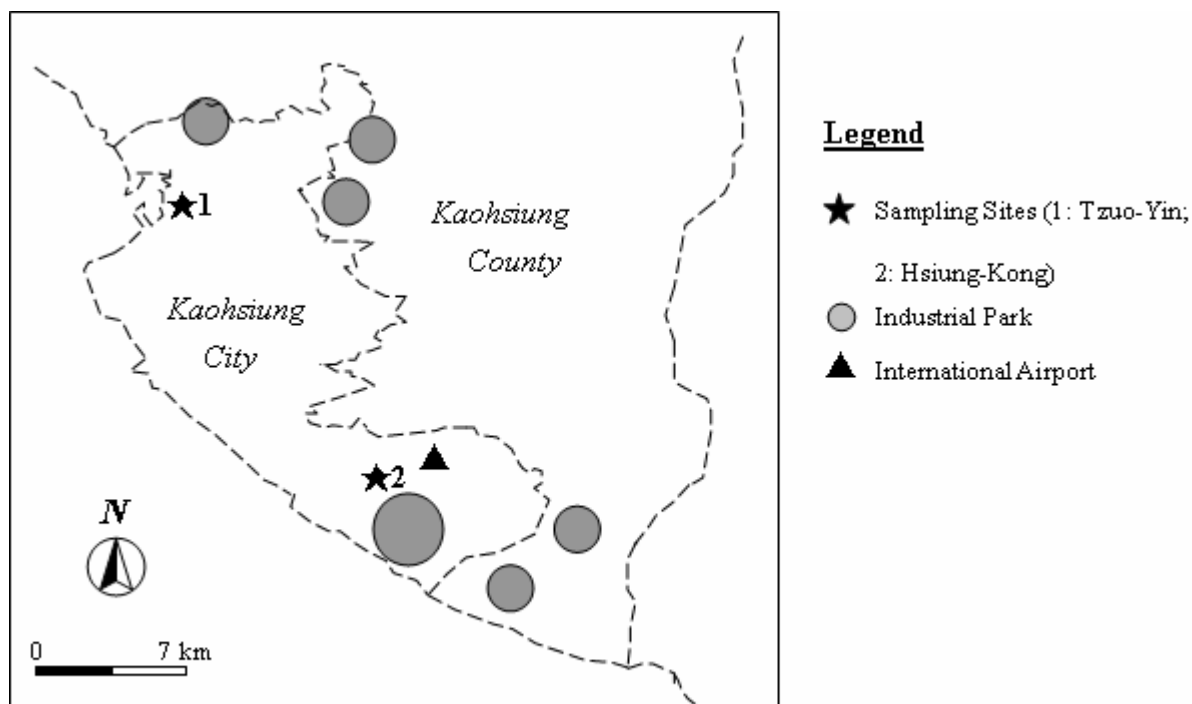 1
Kaohsiung
County
Kaohsiung
City
2
N
0 7 km
Legend
Sampling Sites (1: Tzuo-Yin;
2: Hsiung-Kong)
Industrial Park
International Airport